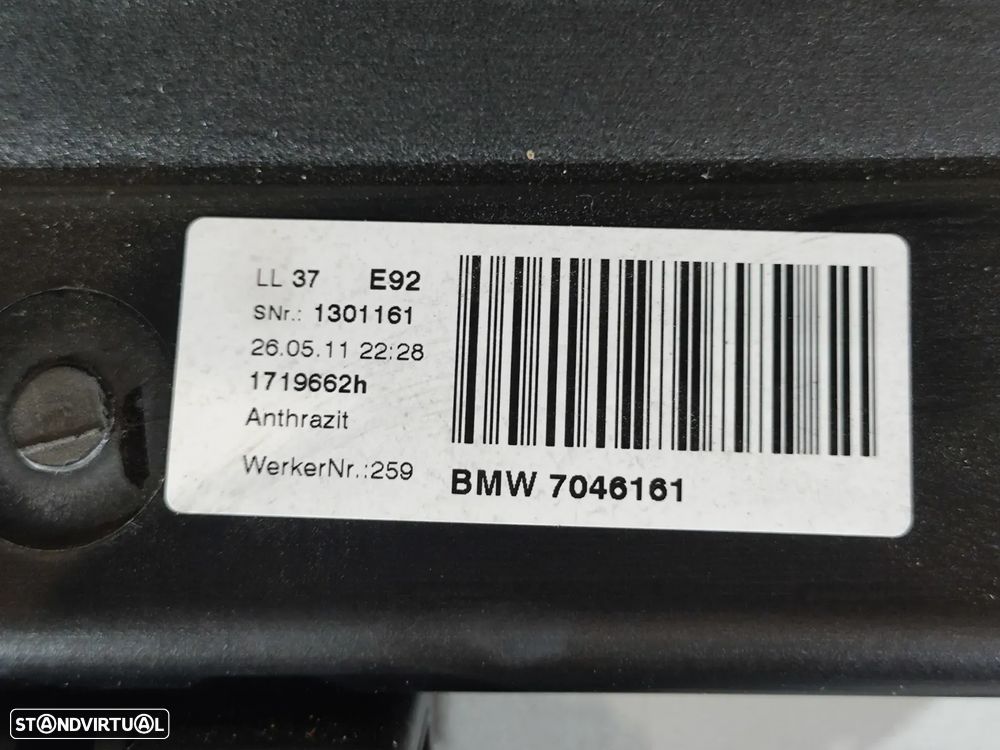 LL 37 E92
SNr.: 1301161
26.05.11 22:28
1719662h
Anthrazit
WerkerNr.:259
BMW 7046161
STANDVIRTUAL